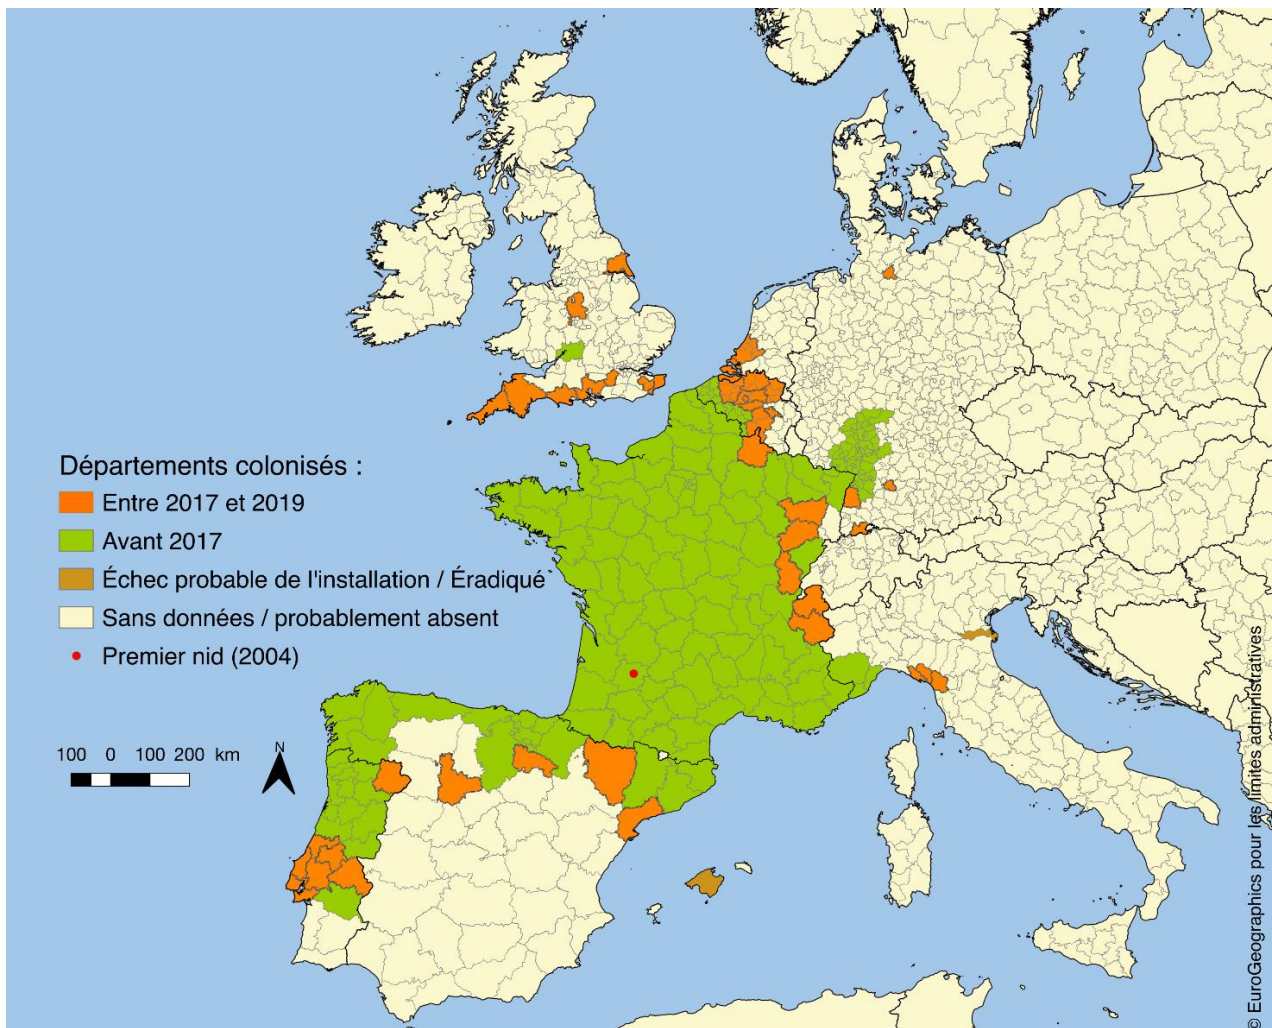 Départements colonisés :
Entre 2017 et 2019
Avant 2017
Échec probable de l'installation / Éradiqué
Sans données / probablement absent
Premier nid (2004)
100 0 100 200 km
N
© EuroGeographics pour les limites administratives